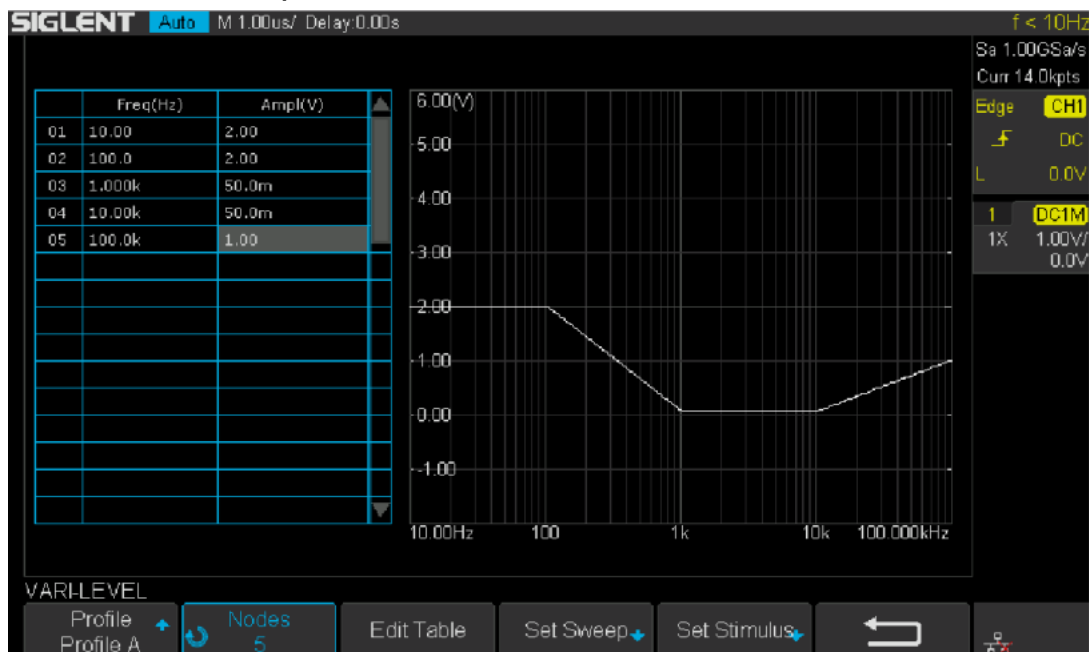 SIGLENT Auto M 1.00us/ Delay:0.00s f < 10Hz
Sa 1.00GSa/s
Curr 14.0kpts
Edge CH1
DC
L 0.0V
1 DC1M
1X 1.00V/
0.0V
Freq(Hz) Ampl(V)
01 10.00 2.00
02 100.0 2.00
03 1.000k 50.0m
04 10.00k 50.0m
05 100.0k 1.00
6.00(V)
5.00
4.00
3.00
2.00
1.00
0.00
-1.00
10.00Hz 100 1k 10k 100.000kHz
VARI-LEVEL
Profile
Profile A
Nodes
5
Edit Table
Set Sweep
Set Stimulus